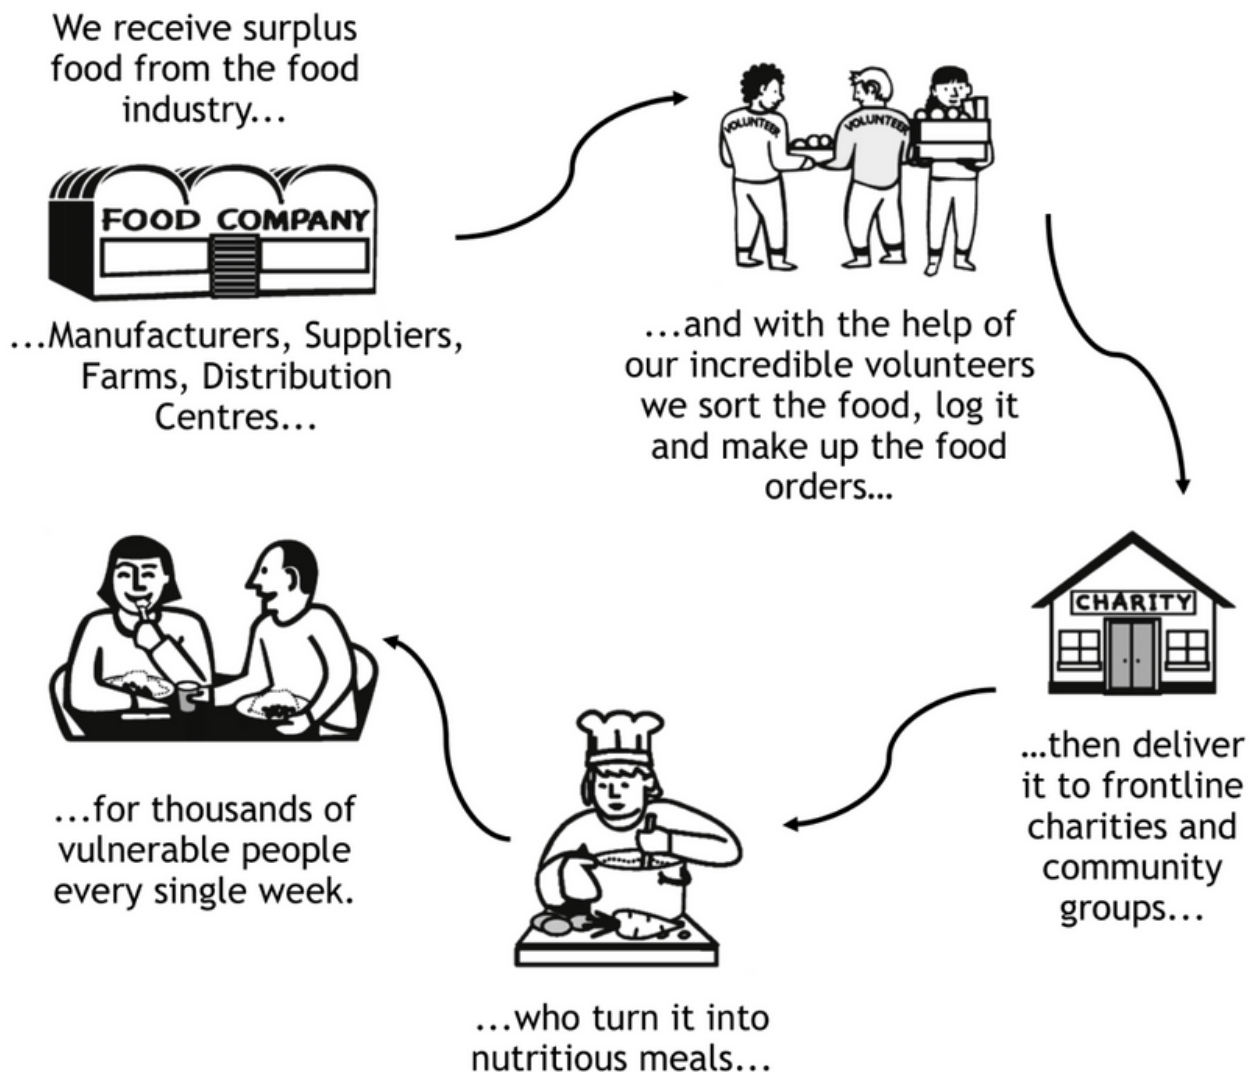 We receive surplus
food from the food
industry...
FOOD COMPANY
...Manufacturers, Suppliers,
Farms, Distribution
Centres...
VOLUNTEER
VOLUNTEER
...and with the help of
our incredible volunteers
we sort the food, log it
and make up the food
orders...
CHARITY
...then deliver
it to frontline
charities and
community
groups...
...who turn it into
nutritious meals...
...for thousands of
vulnerable people
every single week.